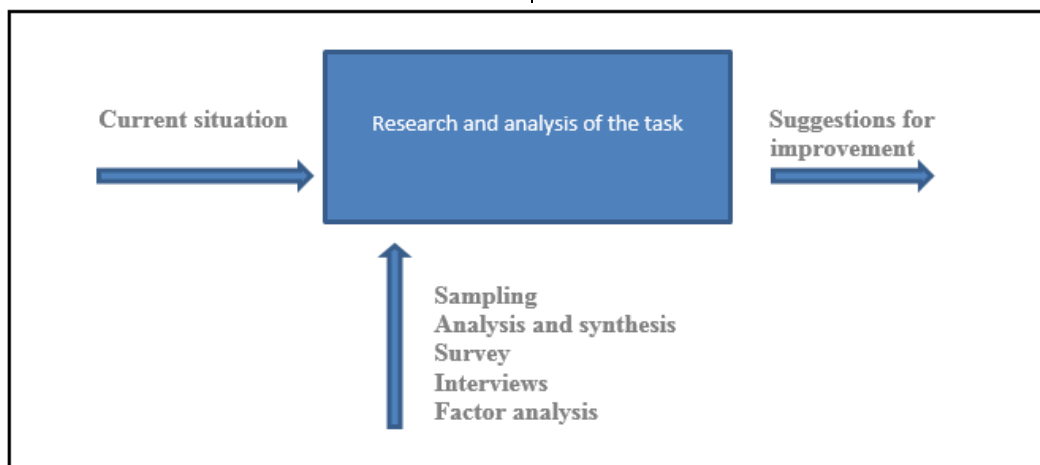 Current situation
Research and analysis of the task
Suggestions for
improvement
Sampling
Analysis and synthesis
Survey
Interviews
Factor analysis